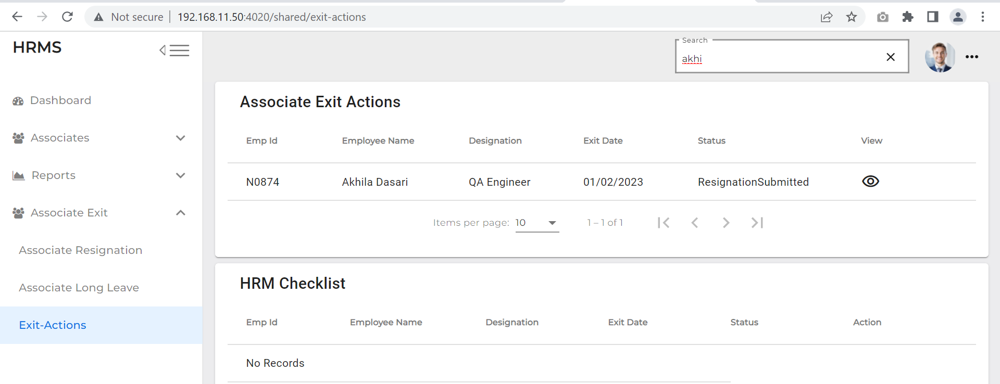 Not secure
192.168.11.50:4020/shared/exit-actions
HRMS
Search
akhi
Dashboard
Associates
Reports
Associate Exit
Associate Resignation
Associate Long Leave
Exit-Actions
Associate Exit Actions
Emp Id Employee Name Designation Exit Date Status View
N0874 Akhila Dasari QA Engineer 01/02/2023 ResignationSubmitted
Items per page: 10 1 – 1 of 1
HRM Checklist
Emp Id Employee Name Designation Exit Date Status Action
No Records